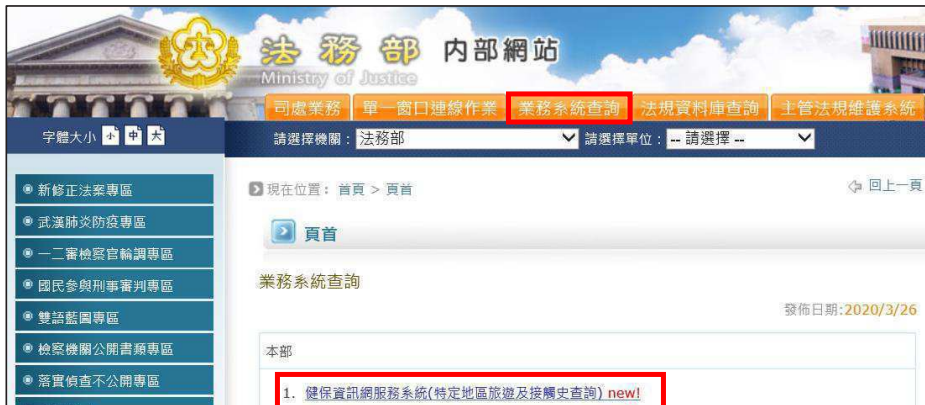 法務部 內部網站
Ministry of Justice
司處業務 單一窗口連線作業 業務系統查詢 法規資料庫查詢 主管法規維護系統
字體大小 小 中 大 請選擇機關：法務部 請選擇單位：-- 請選擇 --
新修正法案專區
武漢肺炎防疫專區
一二審檢察官輪調專區
國民參與刑事審判專區
雙語藍圖專區
檢察機關公開書類專區
落實偵查不公開專區
現在位置：首頁 > 頁首 回上一頁
頁首
業務系統查詢
發佈日期:2020/3/26
本部
1. 健保資訊網服務系統(特定地區旅遊及接觸史查詢) new!